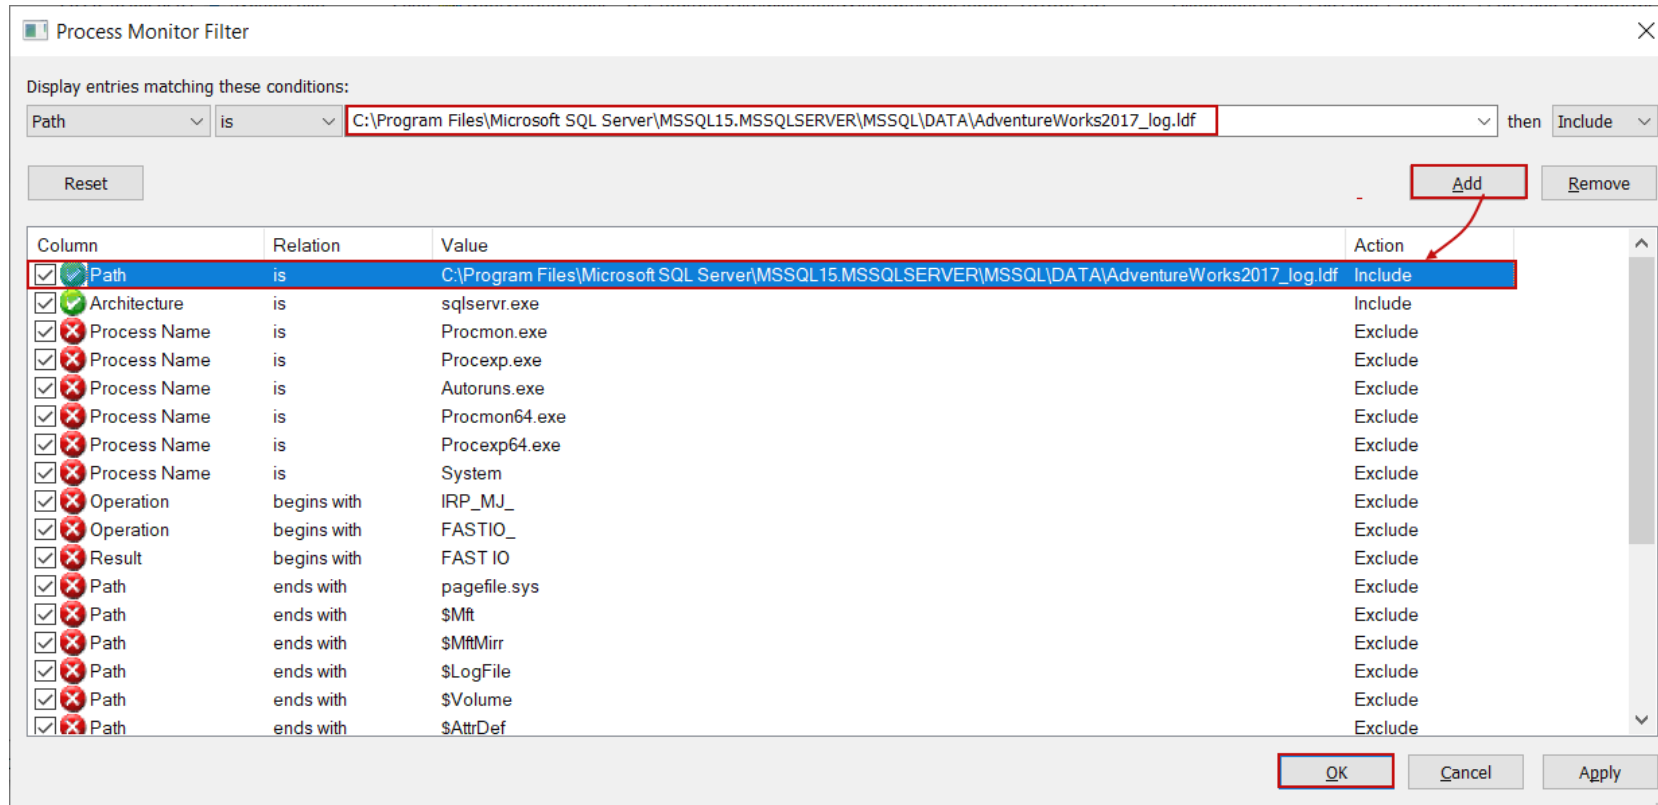 Process Monitor Filter
Display entries matching these conditions:
Path is C:\Program Files\Microsoft SQL Server\MSSQL15.MSSQLSERVER\MSSQL\DATA\AdventureWorks2017_log.ldf then Include
Reset Add Remove
Column Relation Value Action
Path is C:\Program Files\Microsoft SQL Server\MSSQL15.MSSQLSERVER\MSSQL\DATA\AdventureWorks2017_log.ldf Include
Architecture is sqlservr.exe Include
Process Name is Procmon.exe Exclude
Process Name is Procexp.exe Exclude
Process Name is Autoruns.exe Exclude
Process Name is Procmon64.exe Exclude
Process Name is Procexp64.exe Exclude
Process Name is System Exclude
Operation begins with IRP_MJ_ Exclude
Operation begins with FASTIO_ Exclude
Result begins with FAST IO Exclude
Path ends with pagefile.sys Exclude
Path ends with $Mft Exclude
Path ends with $MftMirr Exclude
Path ends with $LogFile Exclude
Path ends with $Volume Exclude
Path ends with $AttrDef Exclude
OK Cancel Apply